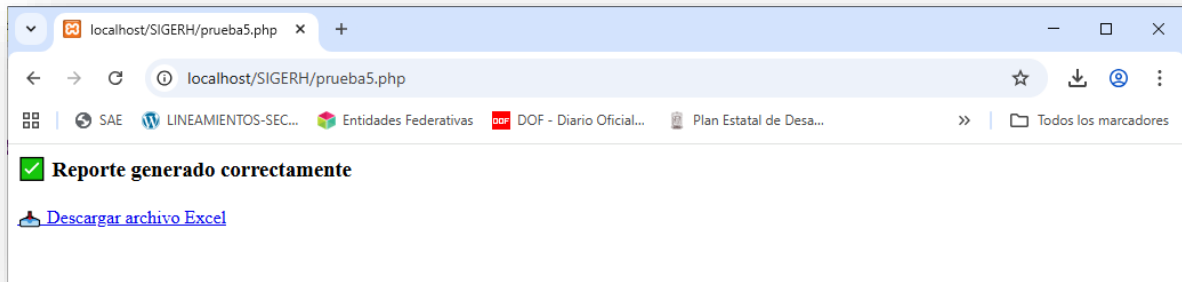 localhost/SIGERH/prueba5.php
localhost/SIGERH/prueba5.php
SAE LINEAMIENTOS-SEC... Entidades Federativas DOF DOF - Diario Oficial... Plan Estatal de Desa... » Todos los marcadores
Reporte generado correctamente
Descargar archivo Excel